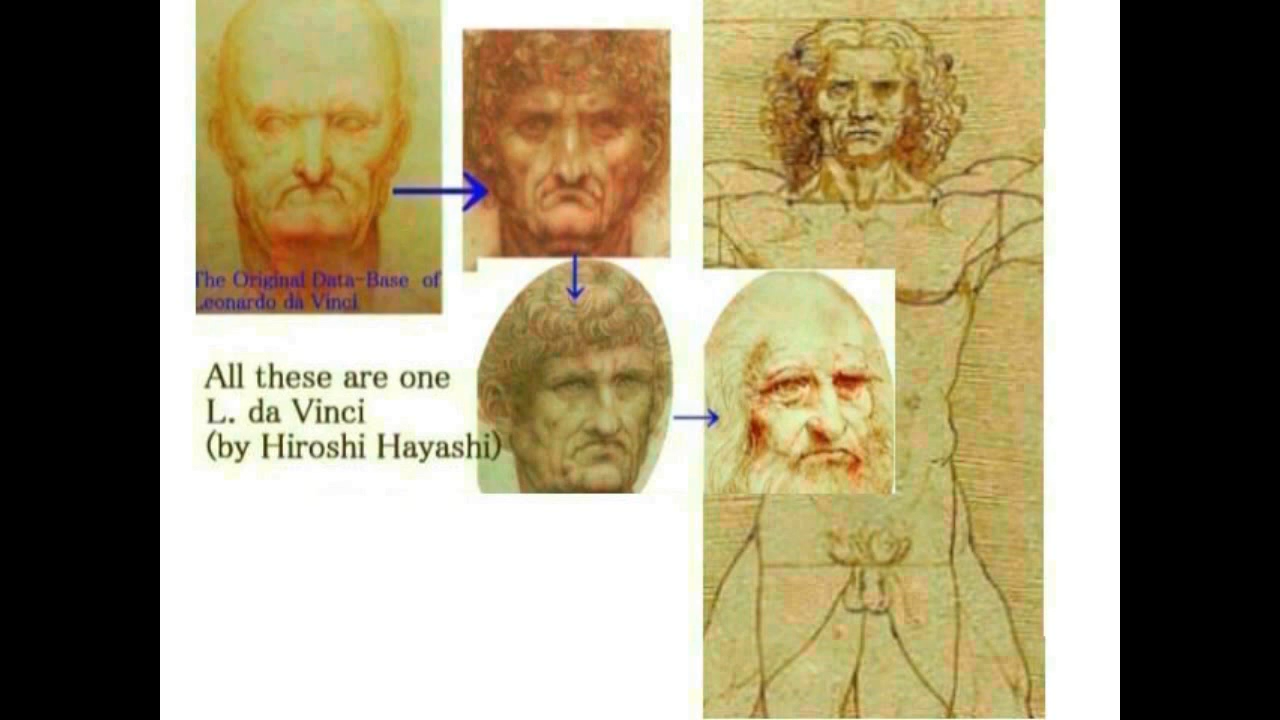 The Original Data-Base of
Leonardo da Vinci
All these are one
L. da Vinci
(by Hiroshi Hayashi)